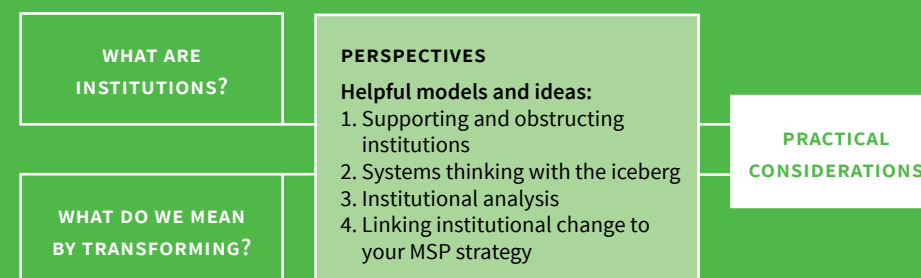 WHAT ARE
INSTITUTIONS?
WHAT DO WE MEAN
BY TRANSFORMING?
PERSPECTIVES
Helpful models and ideas:
1. Supporting and obstructing
institutions
2. Systems thinking with the iceberg
3. Institutional analysis
4. Linking institutional change to
your MSP strategy
PRACTICAL
CONSIDERATIONS